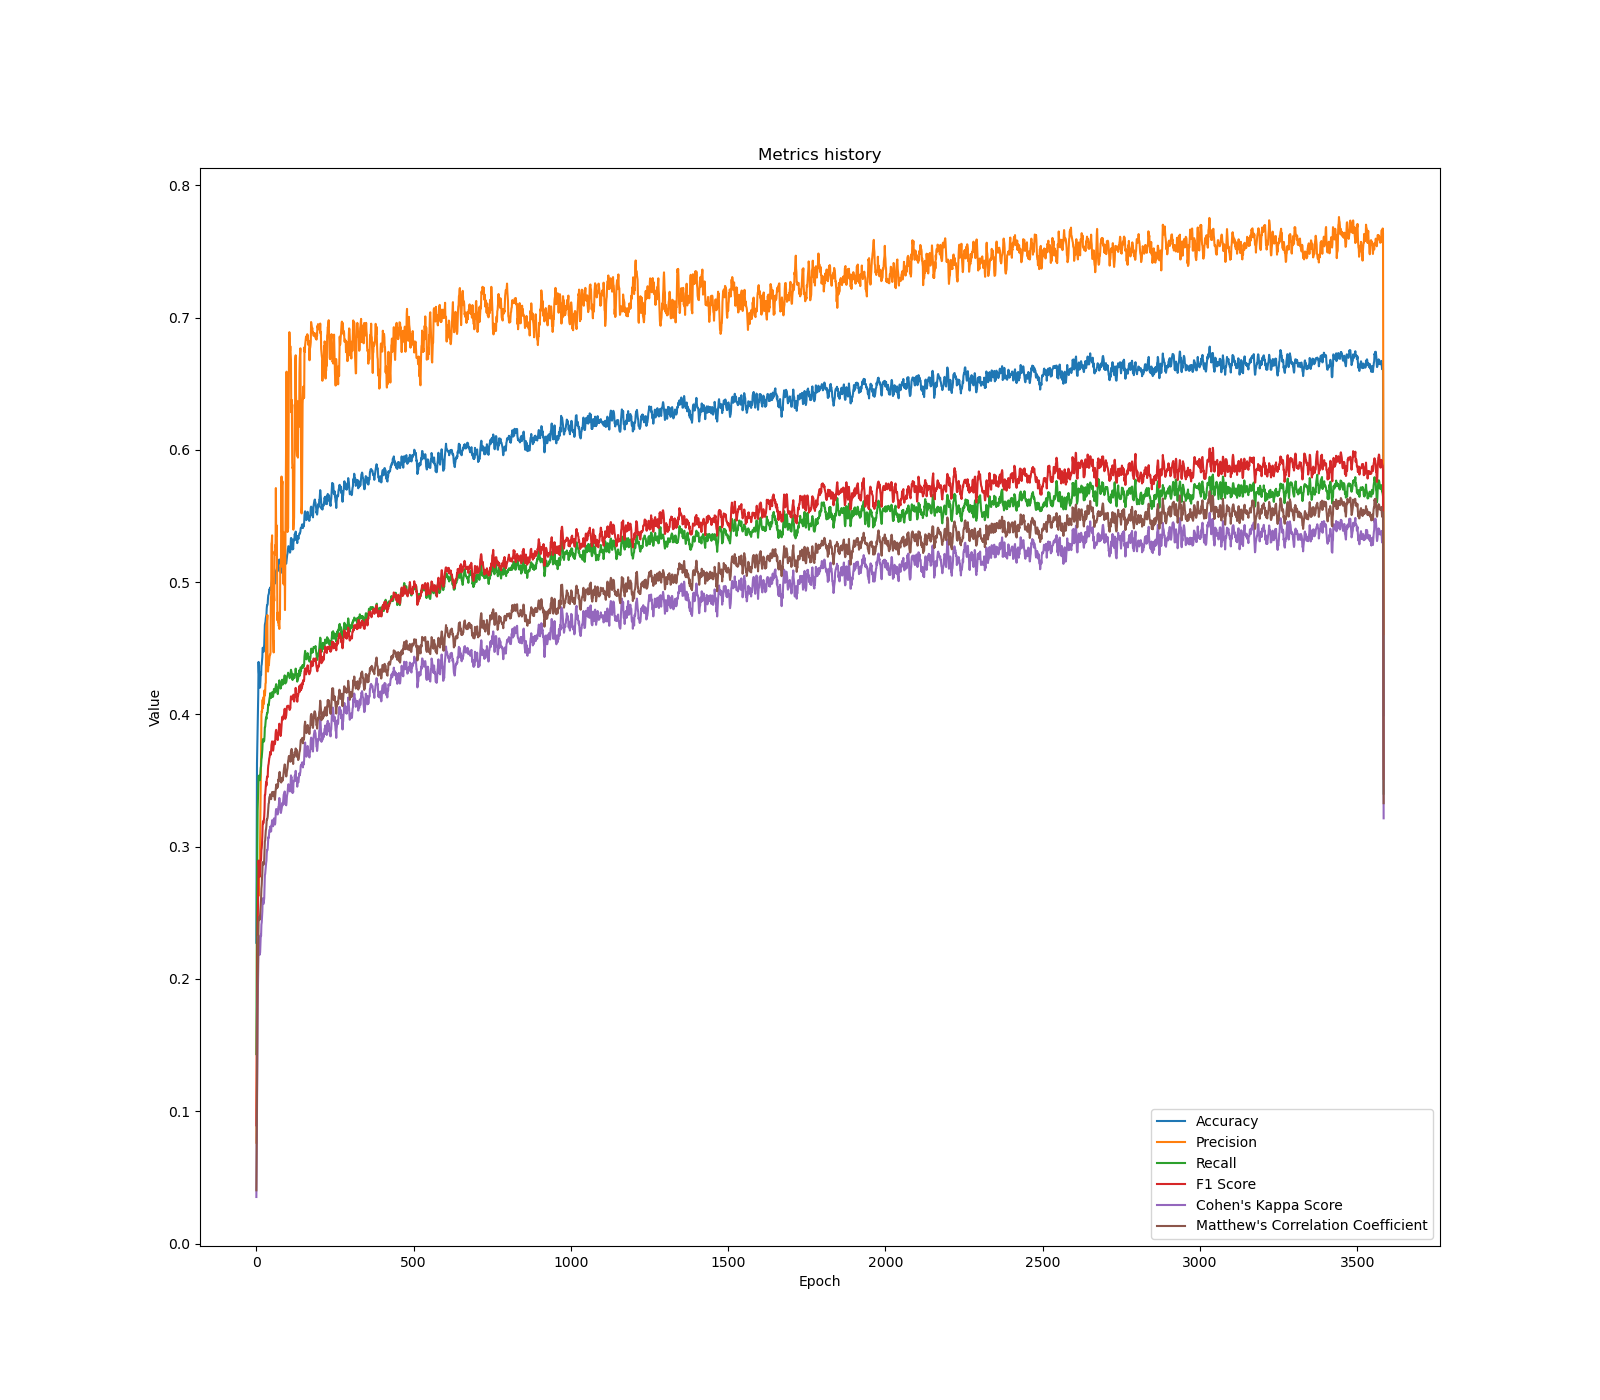 Metrics history
0.8
0.7
0.6
0.5
0.4
0.3
0.2
0.1
0.0
Value
0 500 1000 1500 2000 2500 3000 3500
Epoch
Accuracy
Precision
Recall
F1 Score
Cohen's Kappa Score
Matthew's Correlation Coefficient